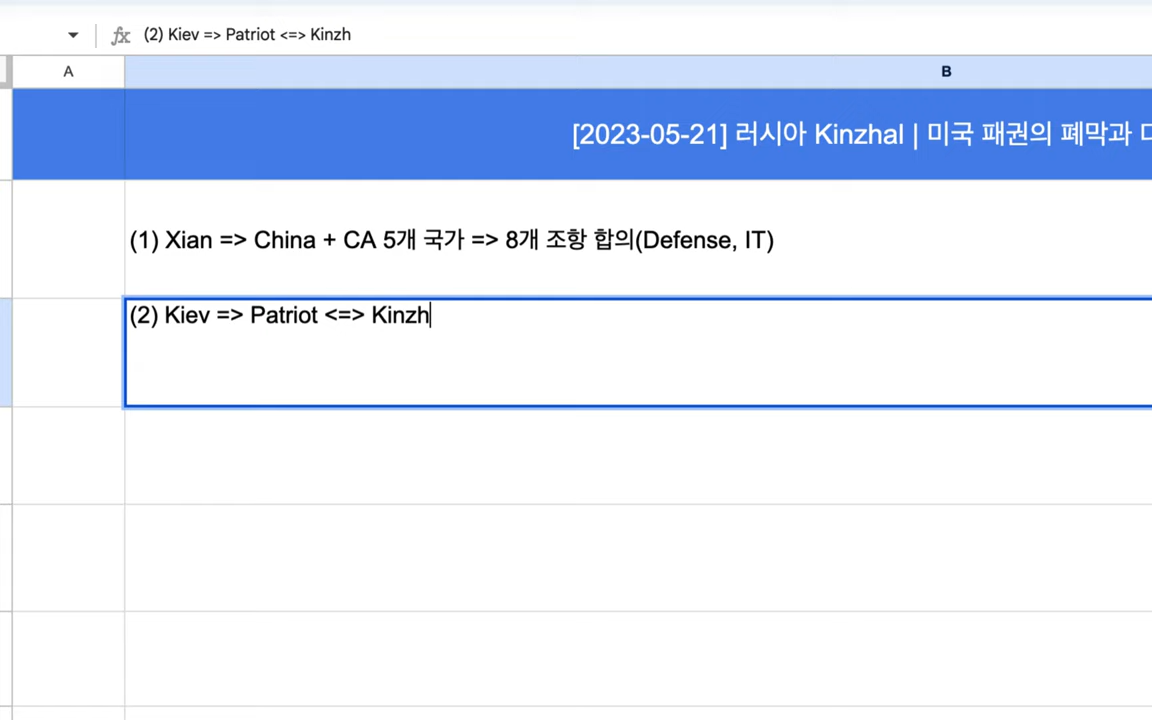 (2) Kiev => Patriot <=> Kinzh
A
B
[2023-05-21] 러시아 Kinzhal | 미국 패권의 폐막과
(1) Xian => China + CA 5개 국가 => 8개 조항 합의(Defense, IT)
(2) Kiev => Patriot <=> Kinzh